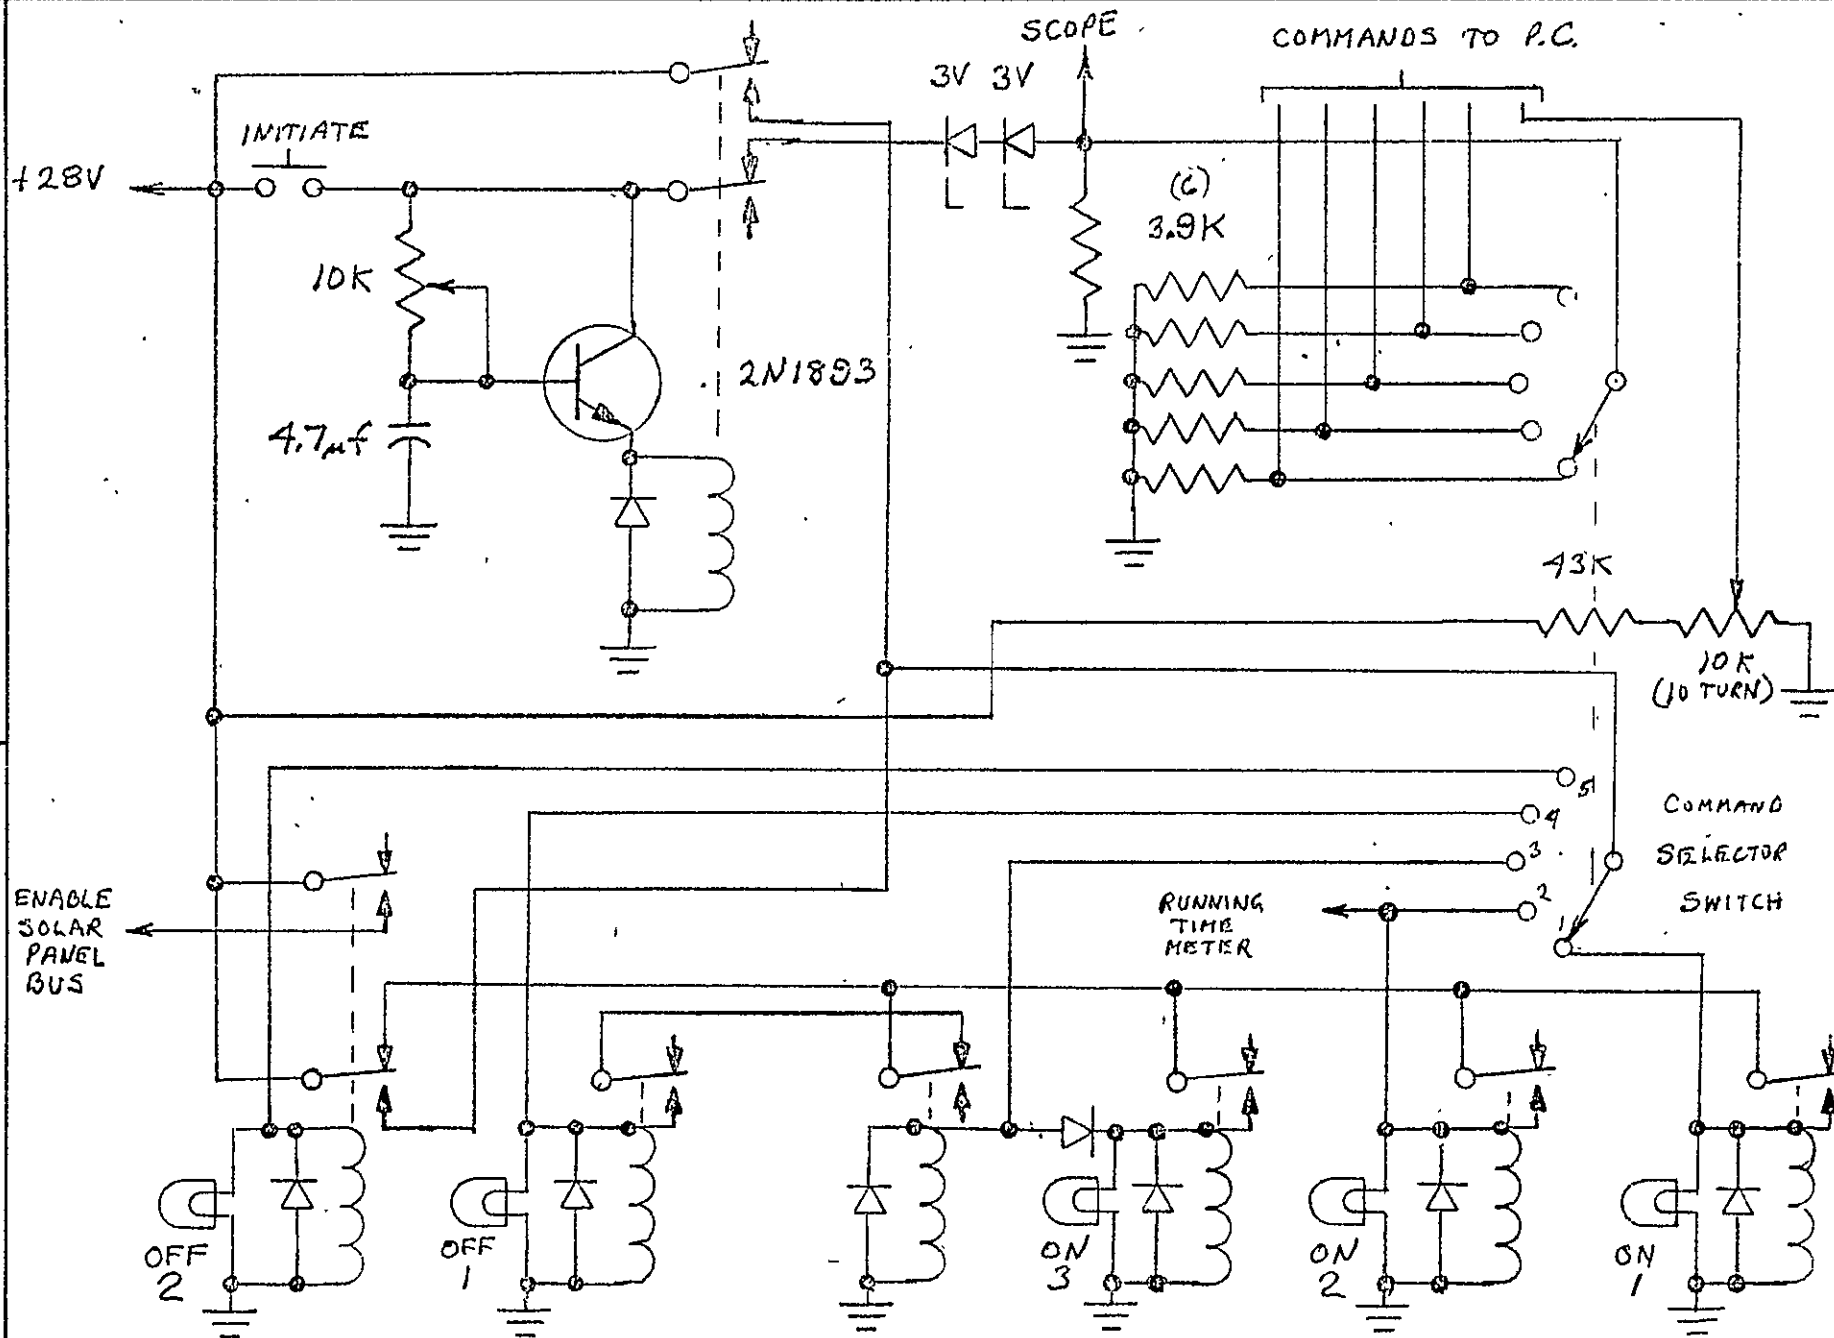 SCOPE
COMMANDS TO P.C.
3V 3V
INITIATE
+28V
(6)
3.9K
10K
2N1893
4.7µf
43K
10K
(10 TURN)
5
4
3
2
1
COMMAND
SELECTOR
SWITCH
ENABLE
SOLAR
PANEL
BUS
RUNNING
TIME
METER
OFF
2
OFF
1
ON
3
ON
2
ON
1